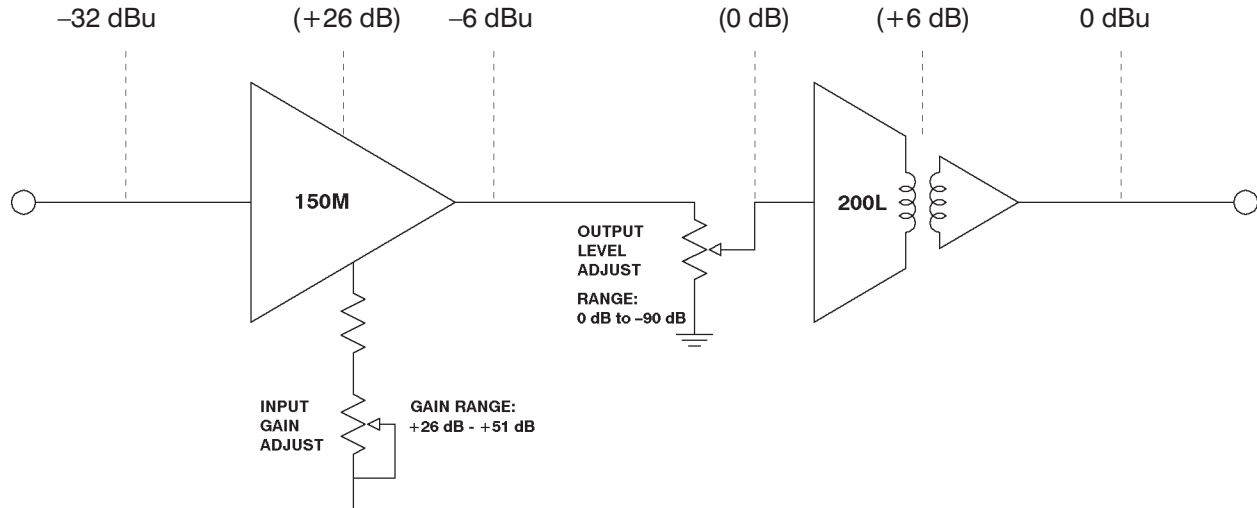 –32 dBu
(+26 dB)
–6 dBu
(0 dB)
(+6 dB)
0 dBu
150M
200L
OUTPUT
LEVEL
ADJUST
RANGE:
0 dB to –90 dB
INPUT
GAIN
ADJUST
GAIN RANGE:
+26 dB - +51 dB